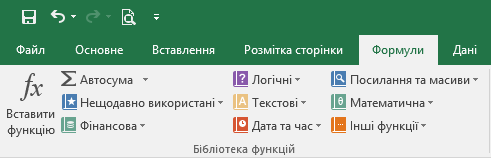 Файл Основне Вставлення Розмітка сторінки Формули Дані
fx Σ Автосума ? Логічні Посилання та масиви
Вставити функцію Нещодавно використані A Текстові θ Математична
Фінансова Дата та час Інші функції
Бібліотека функцій